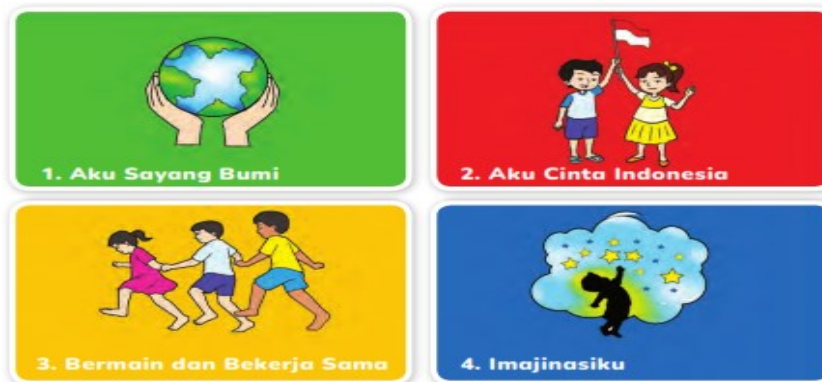 1. Aku Sayang Bumi
2. Aku Cinta Indonesia
3. Bermain dan Bekerja Sama
4. Imajinasiku